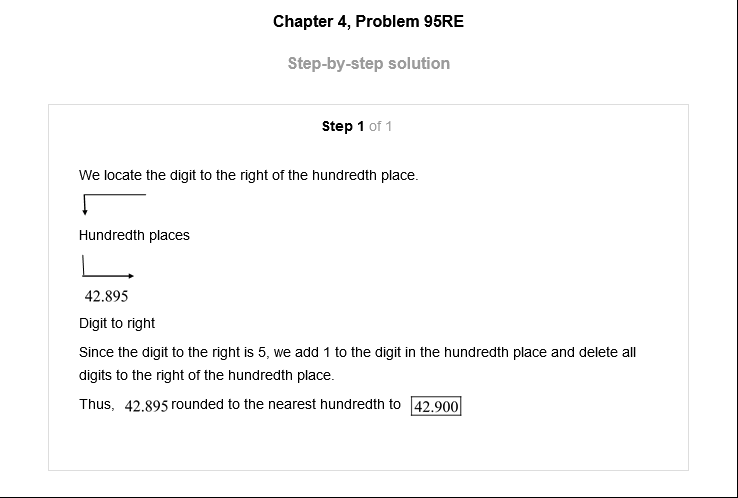 Chapter 4, Problem 95RE
Step-by-step solution
Step 1 of 1
We locate the digit to the right of the hundredth place.
Hundredth places
42.895
Digit to right
Since the digit to the right is 5, we add 1 to the digit in the hundredth place and delete all
digits to the right of the hundredth place.
Thus, 42.895 rounded to the nearest hundredth to 42.900